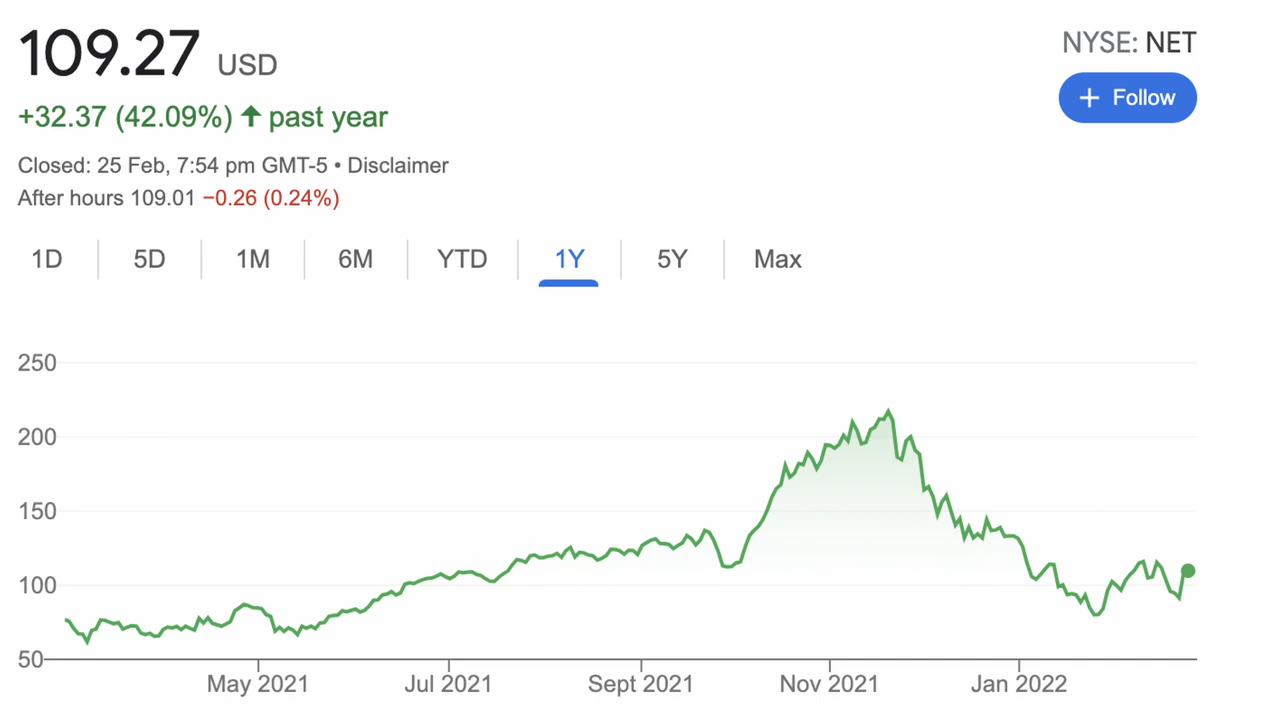 109.27 USD
NYSE: NET
+ Follow
+32.37 (42.09%) ↑ past year
Closed: 25 Feb, 7:54 pm GMT-5 • Disclaimer
After hours 109.01 −0.26 (0.24%)
1D 5D 1M 6M YTD 1Y 5Y Max
250
200
150
100
50
May 2021 Jul 2021 Sept 2021 Nov 2021 Jan 2022